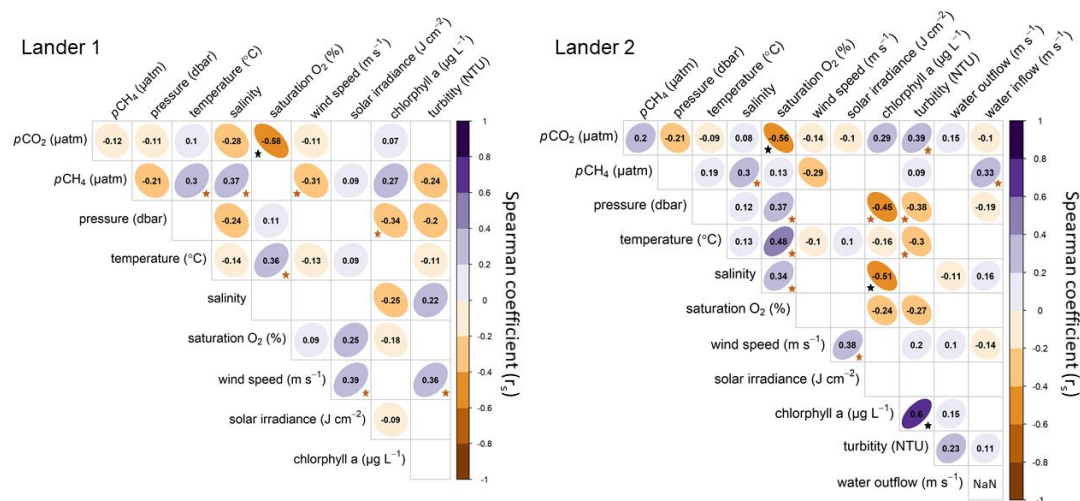 Lander 1
pCH₄ (µatm)
pressure (dbar)
temperature (°C)
salinity
saturation O₂ (%)
wind speed (m s⁻¹)
solar irradiance (J cm⁻²)
chlorphyll a (µg L⁻¹)
turbitity (NTU)
pCO₂ (µatm) -0.12 -0.11 0.1 -0.28 -0.58 -0.11 0.07
pCH₄ (µatm) -0.21 0.3 0.37 -0.31 0.09 0.27 -0.24
pressure (dbar) -0.24 0.11 -0.34 -0.2
temperature (°C) -0.14 0.36 -0.13 0.09 -0.11
salinity -0.25 0.22
saturation O₂ (%) 0.09 0.25 -0.18
wind speed (m s⁻¹) 0.39 0.36
solar irradiance (J cm⁻²) -0.09
chlorphyll a (µg L⁻¹)
1
0.8
0.6
0.4
0.2
0
-0.2
-0.4
-0.6
-0.8
-1
Spearman coefficient (rₛ)
Lander 2
pCH₄ (µatm)
pressure (dbar)
temperature (°C)
salinity
saturation O₂ (%)
wind speed (m s⁻¹)
solar irradiance (J cm⁻²)
chlorphyll a (µg L⁻¹)
turbitity (NTU)
water outflow (m s⁻¹)
water inflow (m s⁻¹)
pCO₂ (µatm) 0.2 -0.21 -0.09 0.08 -0.56 -0.14 -0.1 0.29 0.39 0.15 -0.1
pCH₄ (µatm) 0.19 0.3 0.13 -0.29 0.09 0.33
pressure (dbar) 0.12 0.37 -0.45 -0.38 -0.19
temperature (°C) 0.13 0.48 -0.1 0.1 -0.16 -0.3
salinity 0.34 -0.51 -0.11 0.16
saturation O₂ (%) -0.24 -0.27
wind speed (m s⁻¹) 0.38 0.2 0.1 -0.14
solar irradiance (J cm⁻²)
chlorphyll a (µg L⁻¹) 0.6 0.15
turbitity (NTU) 0.23 0.11
water outflow (m s⁻¹) NaN
1
0.8
0.6
0.4
0.2
0
-0.2
-0.4
-0.6
-0.8
-1
Spearman coefficient (rₛ)